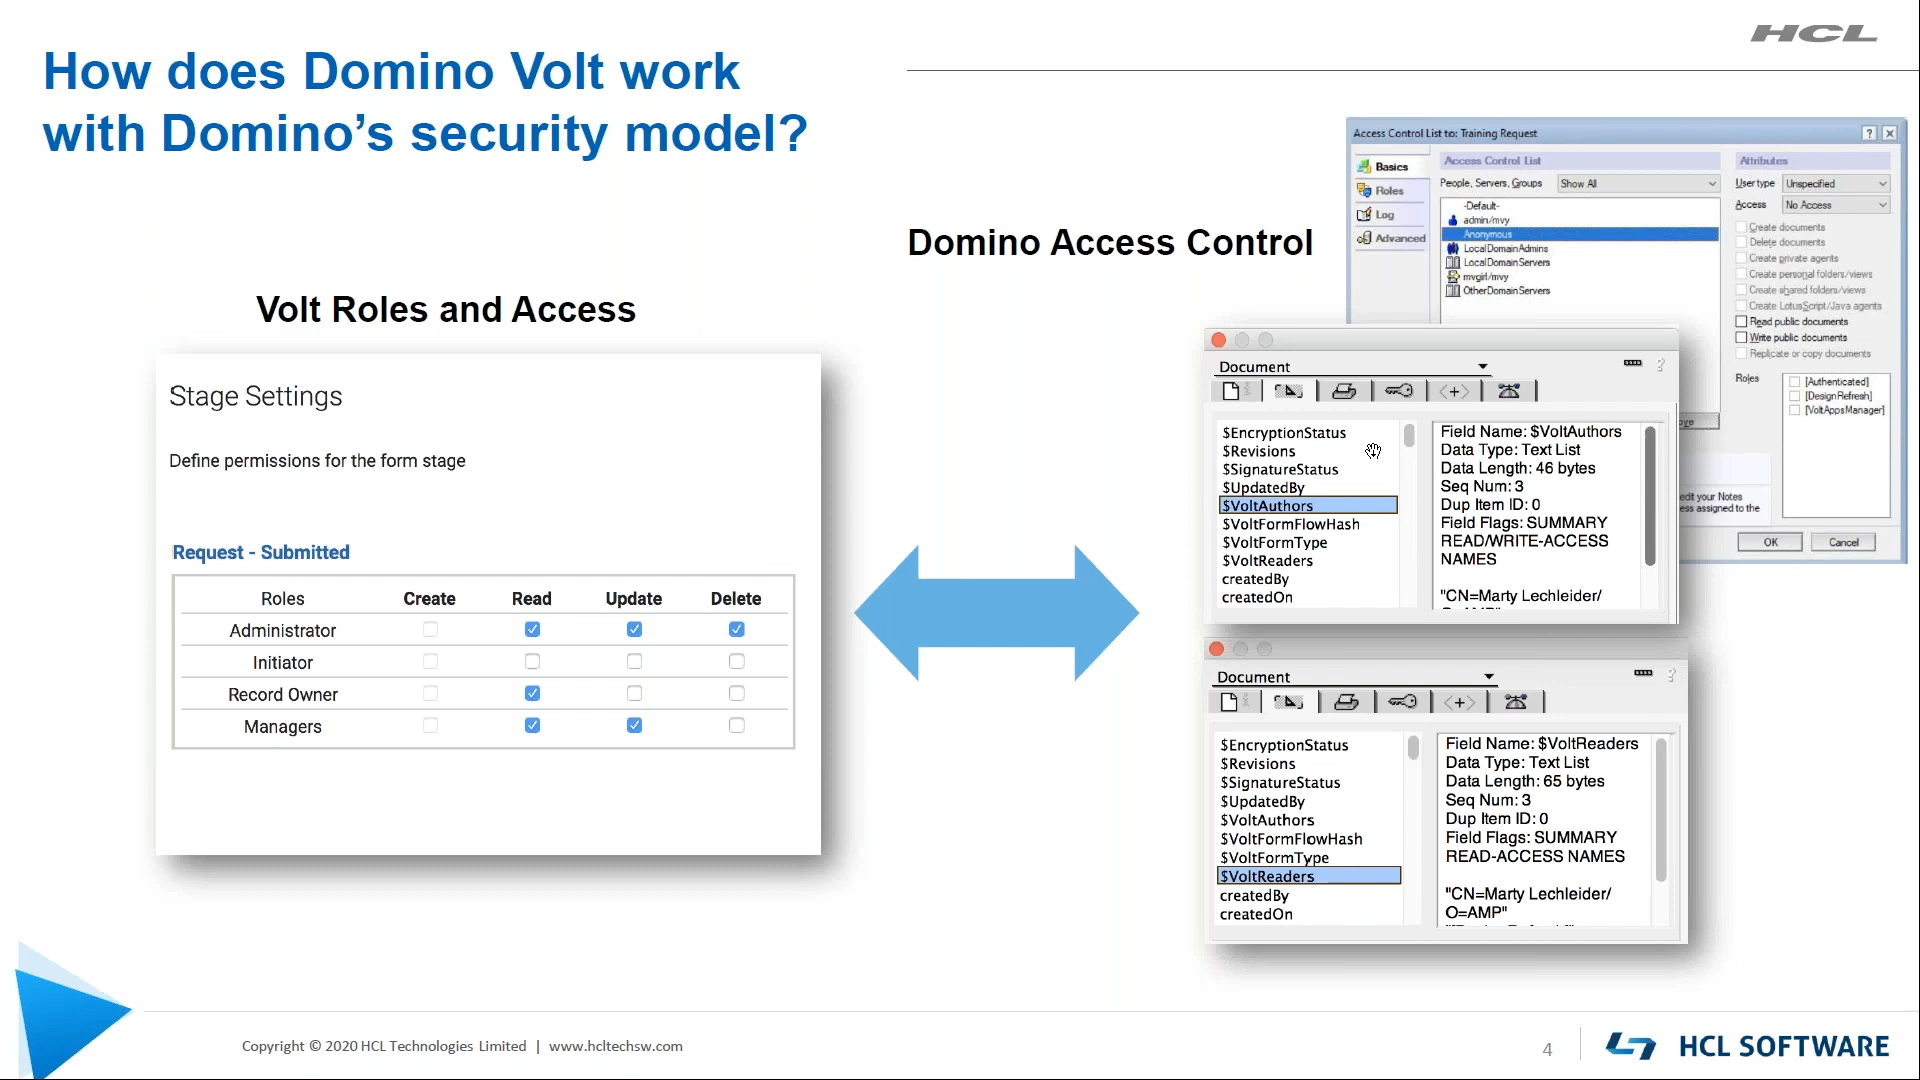 HCL
How does Domino Volt work
with Domino's security model?
Domino Access Control
Volt Roles and Access
Stage Settings
Define permissions for the form stage
Request - Submitted
Roles Create Read Update Delete
Administrator
Initiator
Record Owner
Managers
Access Control List to: Training Request
? X
Basics
Roles
Log
Advanced
Access Control List
People, Servers, Groups Show All
-Default-
admin/mvy
Anonymous
LocalDomainAdmins
LocalDomainServers
mvgirl/mvy
OtherDomainServers
Attributes
User type Unspecified
Access No Access
Create documents
Delete documents
Create private agents
Create personal folders/views
Create shared folders/views
Create LotusScript/Java agents
Read public documents
Write public documents
Replicate or copy documents
Roles
[Authenticated]
[DesignRefresh]
[VoltAppsManager]
edit your Notes
ess assigned to the
OK Cancel
Document
?
$EncryptionStatus
$Revisions
$SignatureStatus
$UpdatedBy
$VoltAuthors
$VoltFormFlowHash
$VoltFormType
$VoltReaders
createdBy
createdOn
Field Name: $VoltAuthors
Data Type: Text List
Data Length: 46 bytes
Seq Num: 3
Dup Item ID: 0
Field Flags: SUMMARY
READ/WRITE-ACCESS
NAMES
"CN=Marty Lechleider/
Document
?
$EncryptionStatus
$Revisions
$SignatureStatus
$UpdatedBy
$VoltAuthors
$VoltFormFlowHash
$VoltFormType
$VoltReaders
createdBy
createdOn
Field Name: $VoltReaders
Data Type: Text List
Data Length: 65 bytes
Seq Num: 3
Dup Item ID: 0
Field Flags: SUMMARY
READ-ACCESS NAMES
"CN=Marty Lechleider/
O=AMP"
Copyright © 2020 HCL Technologies Limited | www.hcltechsw.com
4
HCL SOFTWARE